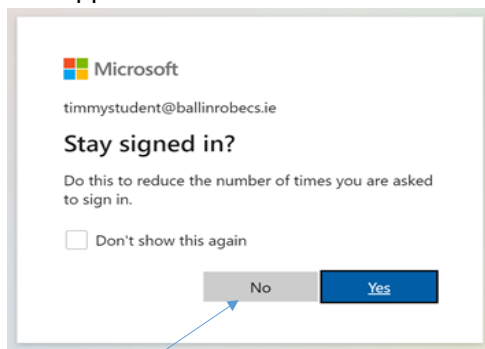 Microsoft
timmystudent@ballinrobecs.ie
Stay signed in?
Do this to reduce the number of times you are asked
to sign in.
Don't show this again
No Yes